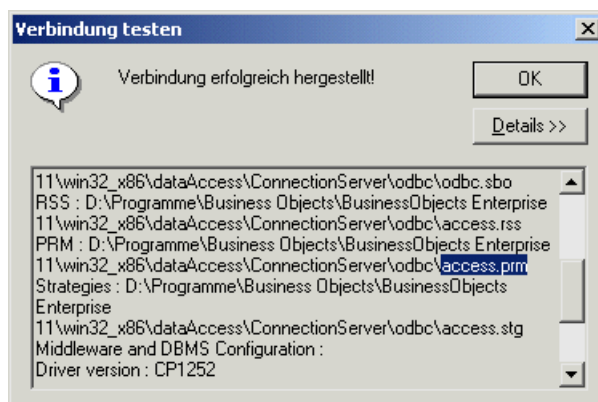 Verbindung testen
Verbindung erfolgreich hergestellt!
OK
Details >>
11\win32_x86\dataAccess\ConnectionServer\odbc\odbc.sbo
RSS : D:\Programme\Business Objects\BusinessObjects Enterprise
11\win32_x86\dataAccess\ConnectionServer\odbc\access.rss
PRM : D:\Programme\Business Objects\BusinessObjects Enterprise
11\win32_x86\dataAccess\ConnectionServer\odbc\access.prm
Strategies : D:\Programme\Business Objects\BusinessObjects
Enterprise
11\win32_x86\dataAccess\ConnectionServer\odbc\access.stg
Middleware and DBMS Configuration :
Driver version : CP1252